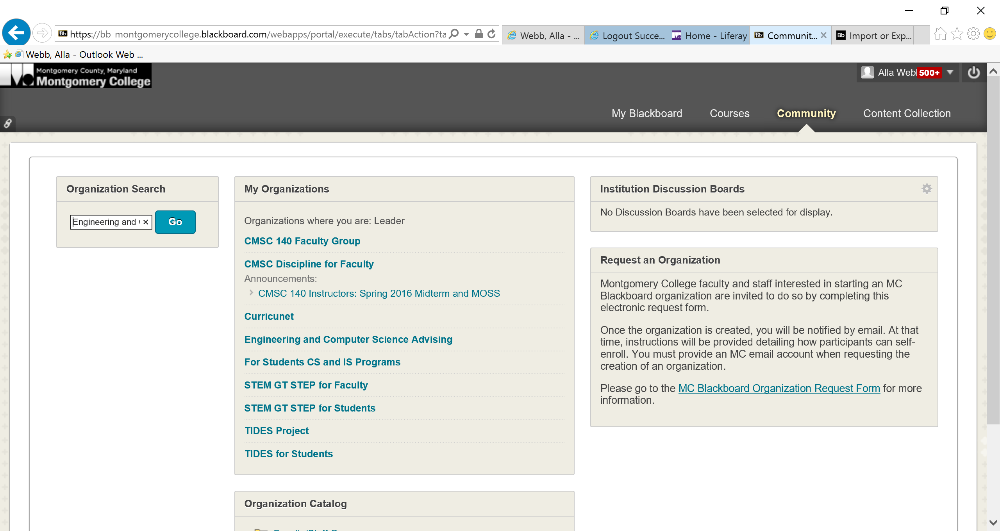 https://bb-montgomerycollege.blackboard.com/webapps/portal/execute/tabs/tabAction?ta
Webb, Alla - ...
Logout Succe...
Home - Liferay
Communit...
Import or Exp...
Webb, Alla - Outlook Web ...
Montgomery County, Maryland
Montgomery College
Alla Web
500+
My Blackboard
Courses
Community
Content Collection
Organization Search
Engineering and
Go
My Organizations
Organizations where you are: Leader
CMSC 140 Faculty Group
CMSC Discipline for Faculty
Announcements:
CMSC 140 Instructors: Spring 2016 Midterm and MOSS
Curricunet
Engineering and Computer Science Advising
For Students CS and IS Programs
STEM GT STEP for Faculty
STEM GT STEP for Students
TIDES Project
TIDES for Students
Organization Catalog
Institution Discussion Boards
No Discussion Boards have been selected for display.
Request an Organization
Montgomery College faculty and staff interested in starting an MC
Blackboard organization are invited to do so by completing this
electronic request form.
Once the organization is created, you will be notified by email. At that
time, instructions will be provided detailing how participants can self-
enroll. You must provide an MC email account when requesting the
creation of an organization.
Please go to the MC Blackboard Organization Request Form for more
information.